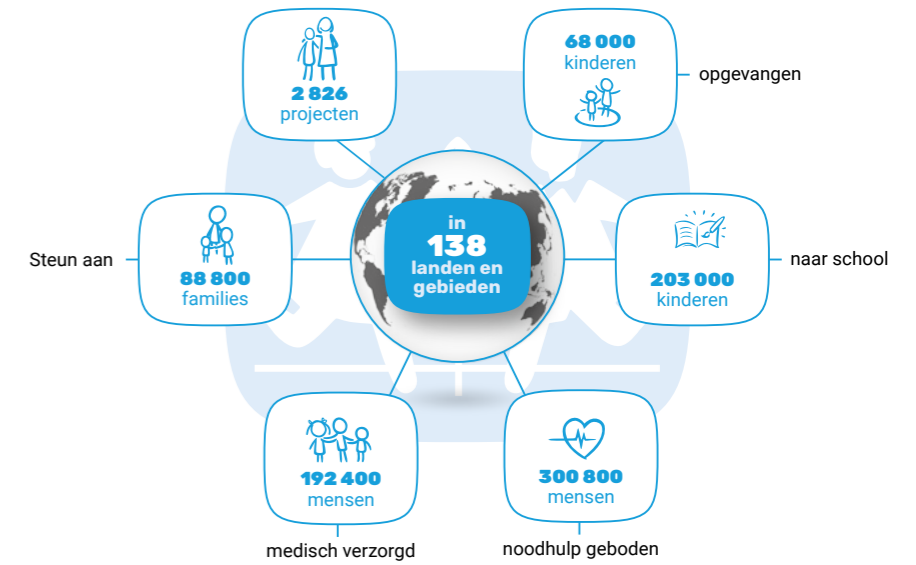 2 826
projecten
68 000
kinderen
opgevangen
Steun aan
88 800
families
in
138
landen en
gebieden
203 000
kinderen
naar school
192 400
mensen
medisch verzorgd
300 800
mensen
noodhulp geboden